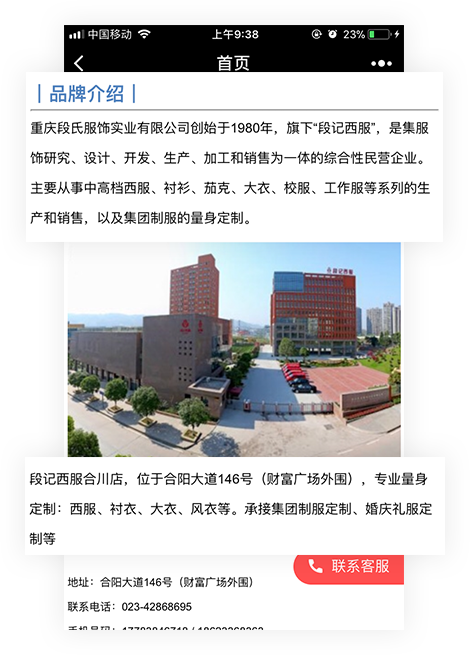 中国移动 上午9:38 23%
首页
｜品牌介绍｜
重庆段氏服饰实业有限公司创始于1980年，旗下“段记西服”，是集服
饰研究、设计、开发、生产、加工和销售为一体的综合性民营企业。
主要从事中高档西服、衬衫、茄克、大衣、校服、工作服等系列的生
产和销售，以及集团制服的量身定制。
段记西服
段记西服合川店，位于合阳大道146号（财富广场外围），专业量身
定制：西服、衬衣、大衣、风衣等。承接集团制服定制、婚庆礼服定
制等
联系客服
地址：合阳大道146号（财富广场外围）
联系电话：023-42868695